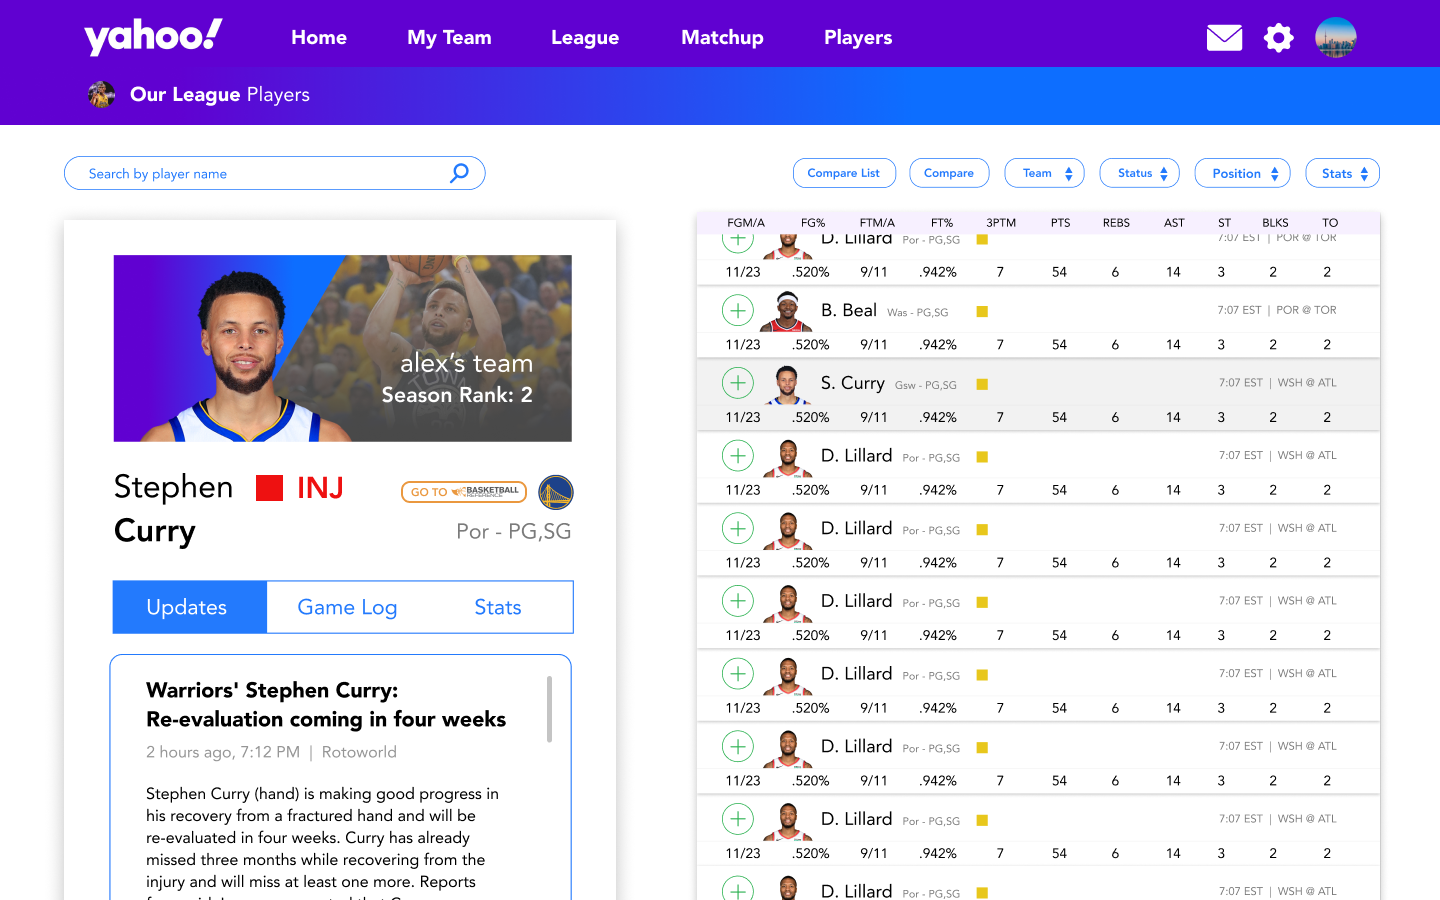 yahoo!
Home My Team League Matchup Players
Our League Players
Search by player name
Compare List Compare Team Status Position Stats
alex's team
Season Rank: 2
Stephen INJ
Curry
GO TO BASKETBALL REFERENCE
Por - PG,SG
Updates Game Log Stats
Warriors' Stephen Curry:
Re-evaluation coming in four weeks
2 hours ago, 7:12 PM | Rotoworld
Stephen Curry (hand) is making good progress in
his recovery from a fractured hand and will be
re-evaluated in four weeks. Curry has already
missed three months while recovering from the
injury and will miss at least one more. Reports
FGM/A FG% FTM/A FT% 3PTM PTS REBS AST ST BLKS TO
D. Lillard Por - PG,SG 7:07 EST | POR @ TOR
11/23 .520% 9/11 .942% 7 54 6 14 3 2 2
B. Beal Was - PG,SG 7:07 EST | POR @ TOR
11/23 .520% 9/11 .942% 7 54 6 14 3 2 2
S. Curry Gsw - PG,SG 7:07 EST | WSH @ ATL
11/23 .520% 9/11 .942% 7 54 6 14 3 2 2
D. Lillard Por - PG,SG 7:07 EST | WSH @ ATL
11/23 .520% 9/11 .942% 7 54 6 14 3 2 2
D. Lillard Por - PG,SG 7:07 EST | WSH @ ATL
11/23 .520% 9/11 .942% 7 54 6 14 3 2 2
D. Lillard Por - PG,SG 7:07 EST | WSH @ ATL
11/23 .520% 9/11 .942% 7 54 6 14 3 2 2
D. Lillard Por - PG,SG 7:07 EST | WSH @ ATL
11/23 .520% 9/11 .942% 7 54 6 14 3 2 2
D. Lillard Por - PG,SG 7:07 EST | WSH @ ATL
11/23 .520% 9/11 .942% 7 54 6 14 3 2 2
D. Lillard Por - PG,SG 7:07 EST | WSH @ ATL
11/23 .520% 9/11 .942% 7 54 6 14 3 2 2
D. Lillard Por - PG,SG 7:07 EST | WSH @ ATL